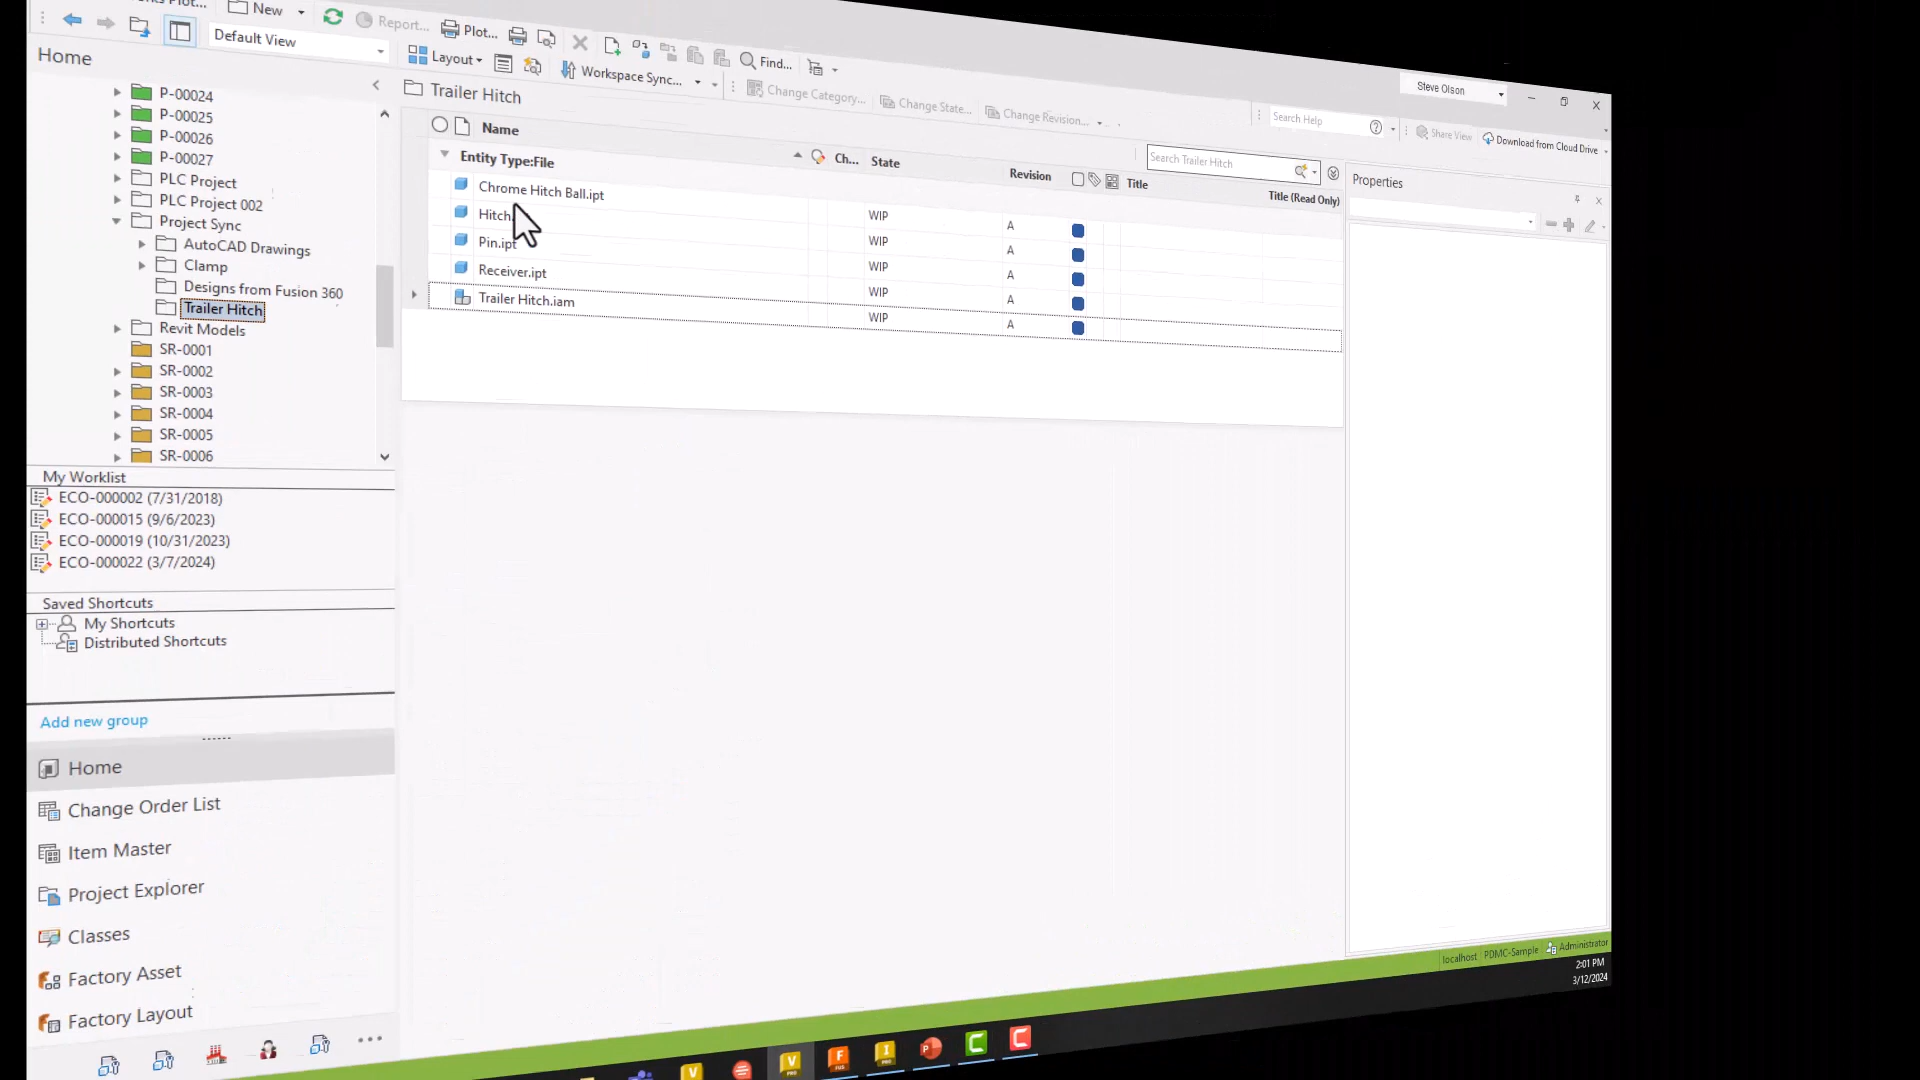 New
Report...
Plot...
Default View
Layout
Find...
Workspace Sync...
Change Category...
Change State...
Change Revision...
Steve Olson
Search Help
Share View
Download from Cloud Drive
Home
P-00024
P-00025
P-00026
P-00027
PLC Project
PLC Project 002
Project Sync
AutoCAD Drawings
Clamp
Designs from Fusion 360
Trailer Hitch
Revit Models
SR-0001
SR-0002
SR-0003
SR-0004
SR-0005
SR-0006
My Worklist
ECO-000002 (7/31/2018)
ECO-000015 (9/6/2023)
ECO-000019 (10/31/2023)
ECO-000022 (3/7/2024)
Saved Shortcuts
My Shortcuts
Distributed Shortcuts
Add new group
Home
Change Order List
Item Master
Project Explorer
Classes
Factory Asset
Factory Layout
Trailer Hitch
Search Trailer Hitch
Name Ch... State Revision Title Title (Read Only)
Entity Type:File
Chrome Hitch Ball.ipt WIP A
Hitch. WIP A
Pin.ipt WIP A
Receiver.ipt WIP A
Trailer Hitch.iam WIP A
Properties
localhost PDMC-Sample Administrator
2:01 PM
3/12/2024